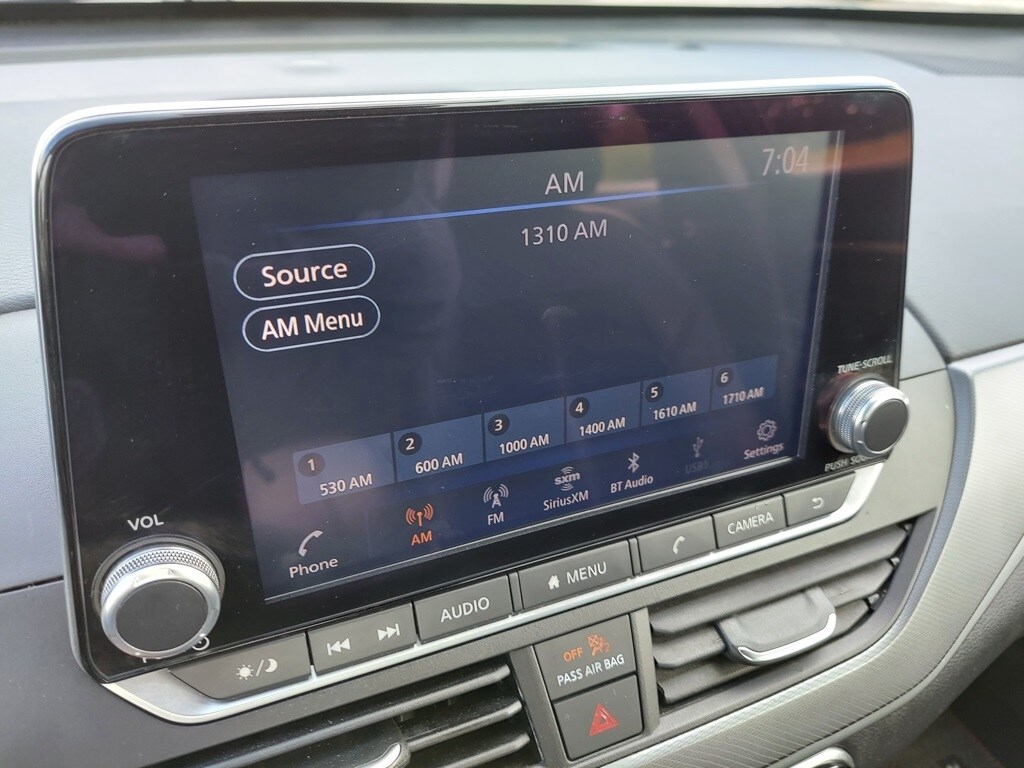 AM
7:04
1310 AM
Source
AM Menu
1 530 AM
2 600 AM
3 1000 AM
4 1400 AM
5 1610 AM
6 1710 AM
Phone
AM
FM
sxm
SiriusXM
BT Audio
USB1
Settings
TUNE·SCROLL
VOL
AUDIO
MENU
CAMERA
OFF 2
PASS AIR BAG